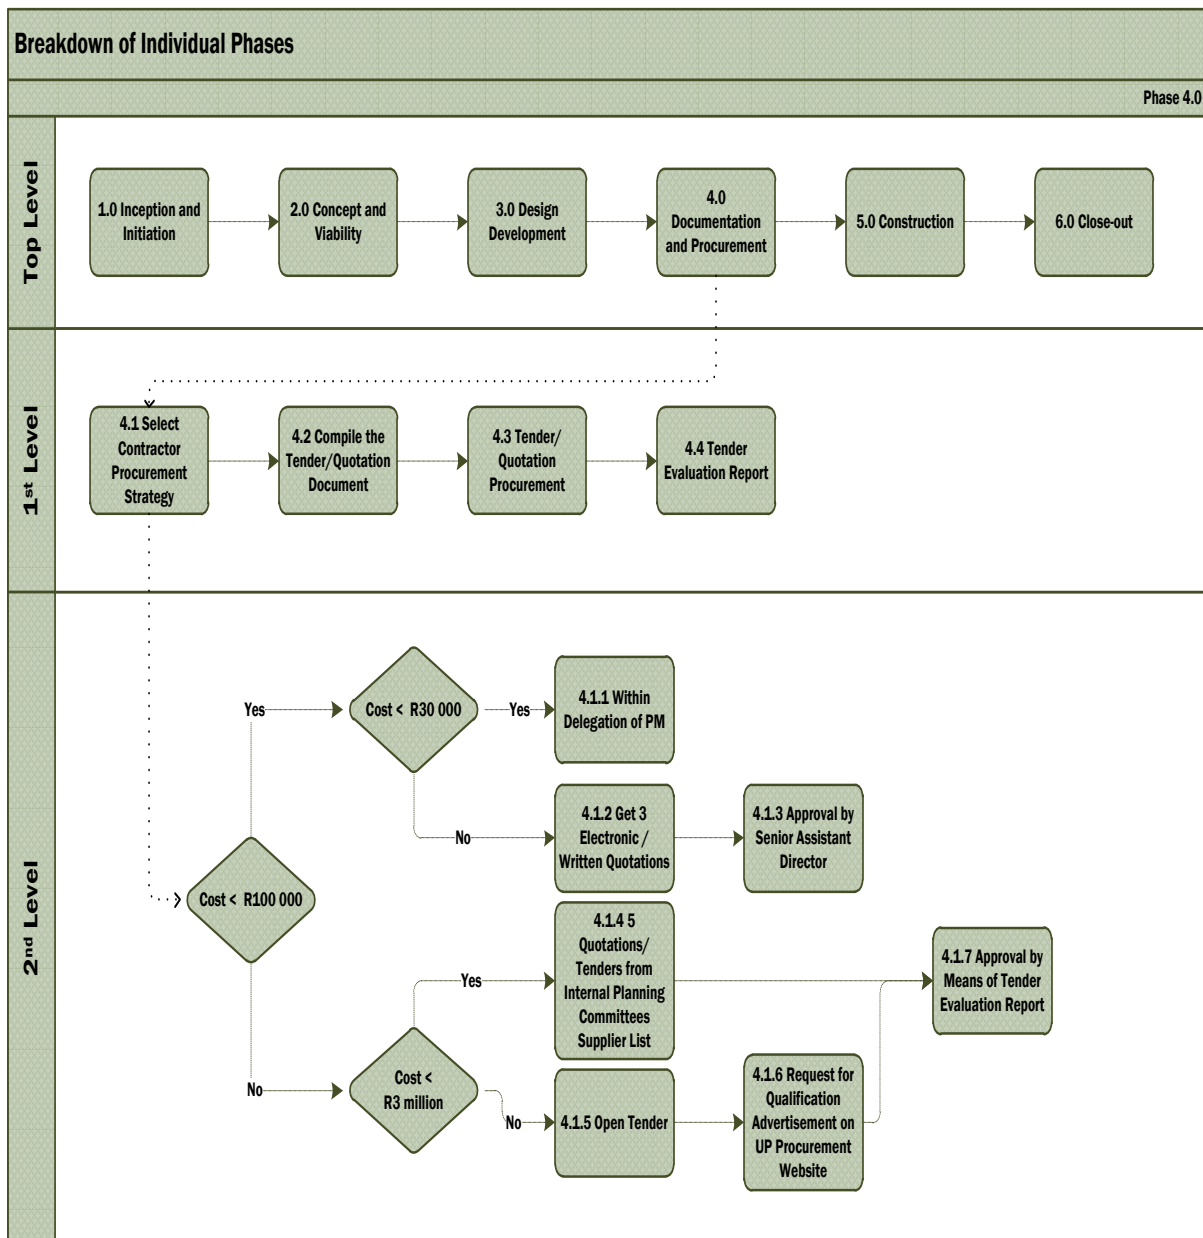 Breakdown of Individual Phases
Phase 4.0
Top Level
1.0 Inception and
Initiation
2.0 Concept and
Viability
3.0 Design
Development
4.0
Documentation
and Procurement
5.0 Construction
6.0 Close-out
1st Level
4.1 Select
Contractor
Procurement
Strategy
4.2 Compile the
Tender/Quotation
Document
4.3 Tender/
Quotation
Procurement
4.4 Tender
Evaluation Report
2nd Level
Cost < R100 000
Yes
Cost < R30 000
Yes
4.1.1 Within
Delegation of PM
No
4.1.2 Get 3
Electronic /
Written Quotations
4.1.3 Approval by
Senior Assistant
Director
No
Cost <
R3 million
Yes
4.1.4 5
Quotations/
Tenders from
Internal Planning
Committees
Supplier List
No
4.1.5 Open Tender
4.1.6 Request for
Qualification
Advertisement on
UP Procurement
Website
4.1.7 Approval by
Means of Tender
Evaluation Report